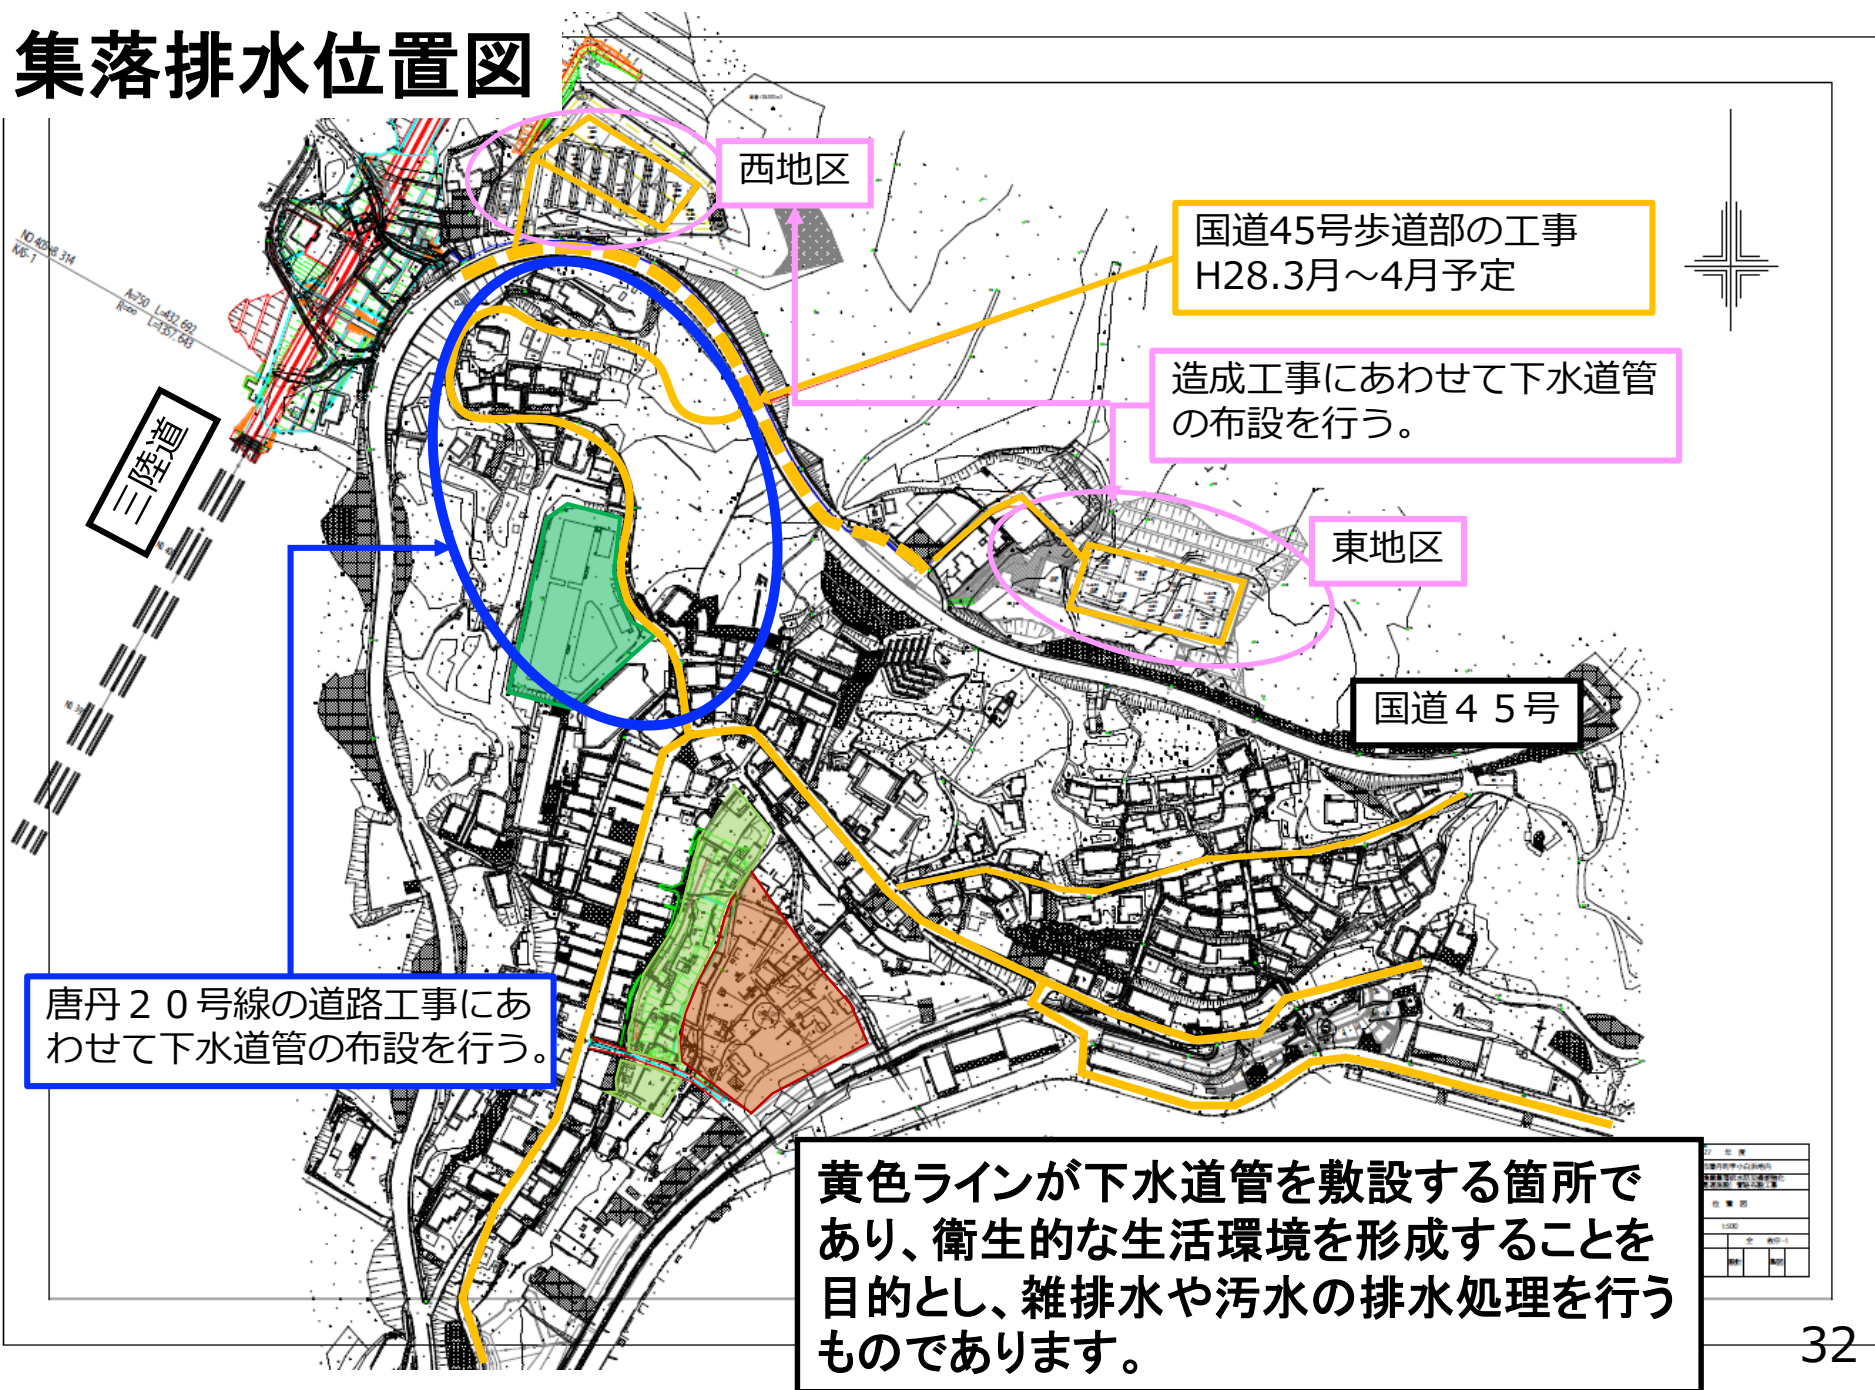 集落排水位置図
西地区
国道45号歩道部の工事
H28.3月～4月予定
造成工事にあわせて下水道管
の布設を行う。
三陸道
東地区
国道４５号
唐丹２０号線の道路工事にあ
わせて下水道管の布設を行う。
黄色ラインが下水道管を敷設する箇所で
あり、衛生的な生活環境を形成することを
目的とし、雑排水や汚水の排水処理を行う
ものであります。
位 置 図
1:500
32